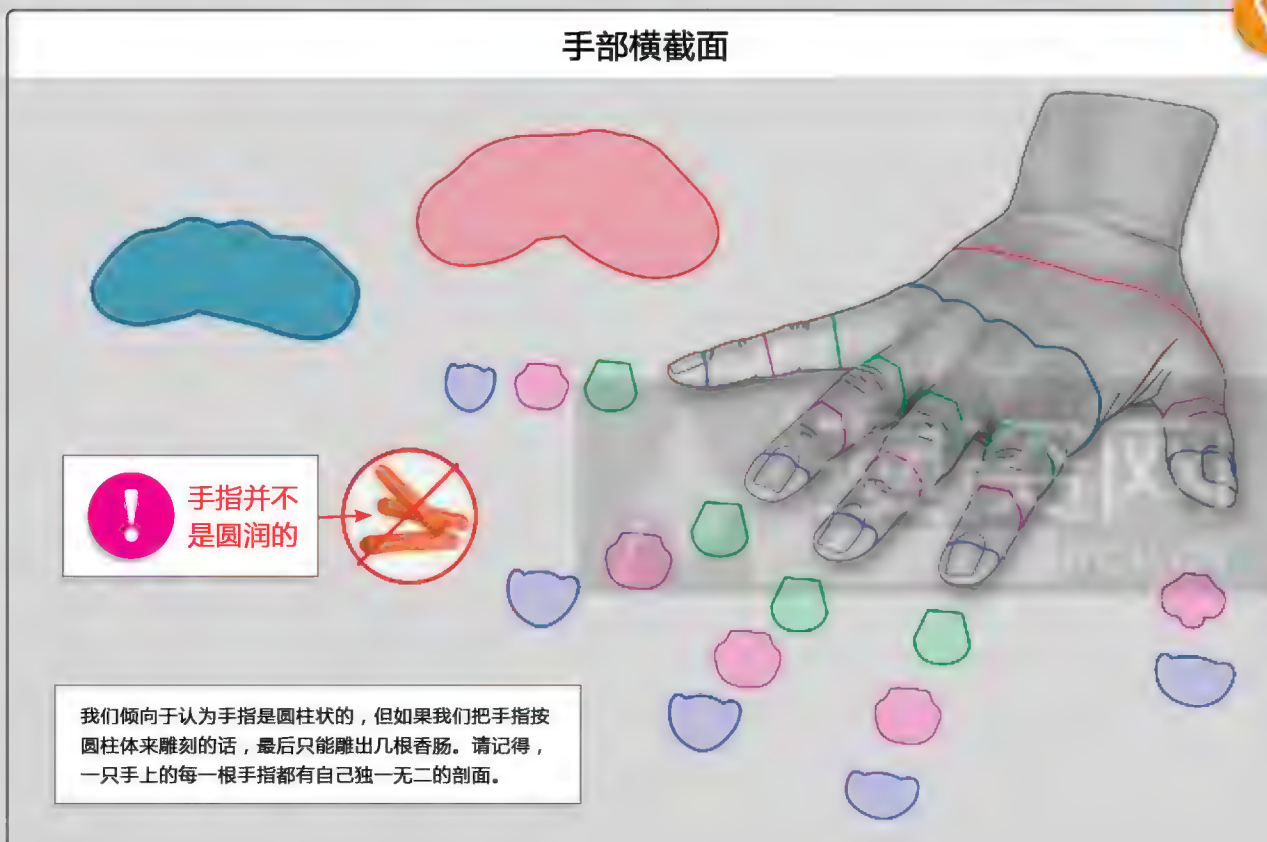 手部横截面
手指并不
是圆润的
我们倾向于认为手指是圆柱状的，但如果我们把手指按
圆柱体来雕刻的话，最后只能雕出几根香肠。请记得，
一只手上的每一根手指都有自己独一无二的剖面。